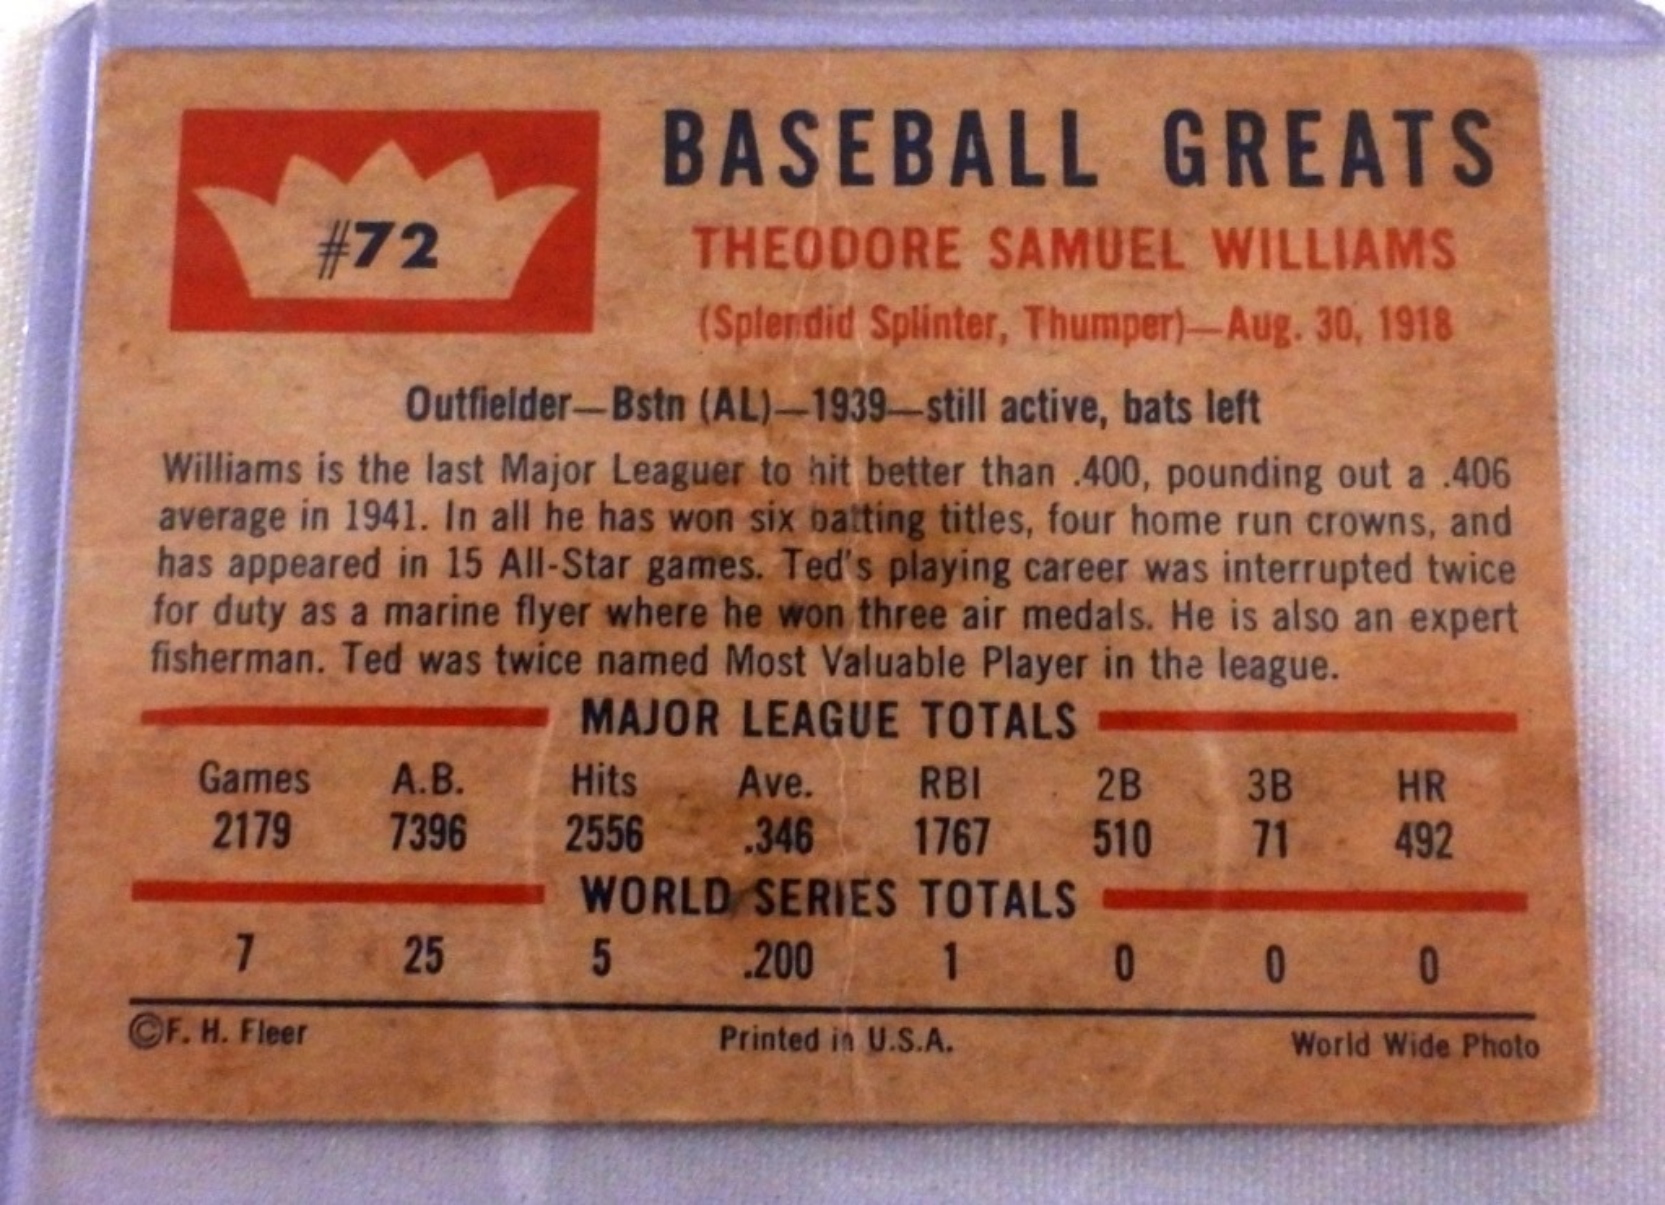 #72
BASEBALL GREATS
THEODORE SAMUEL WILLIAMS
(Splendid Splinter, Thumper)—Aug. 30, 1918
Outfielder—Bstn (AL)—1939—still active, bats left
Williams is the last Major Leaguer to hit better than .400, pounding out a .406
average in 1941. In all he has won six batting titles, four home run crowns, and
has appeared in 15 All-Star games. Ted's playing career was interrupted twice
for duty as a marine flyer where he won three air medals. He is also an expert
fisherman. Ted was twice named Most Valuable Player in the league.
MAJOR LEAGUE TOTALS
Games A.B. Hits Ave. RBI 2B 3B HR
2179 7396 2556 .346 1767 510 71 492
WORLD SERIES TOTALS
7 25 5 .200 1 0 0 0
©F. H. Fleer Printed in U.S.A. World Wide Photo